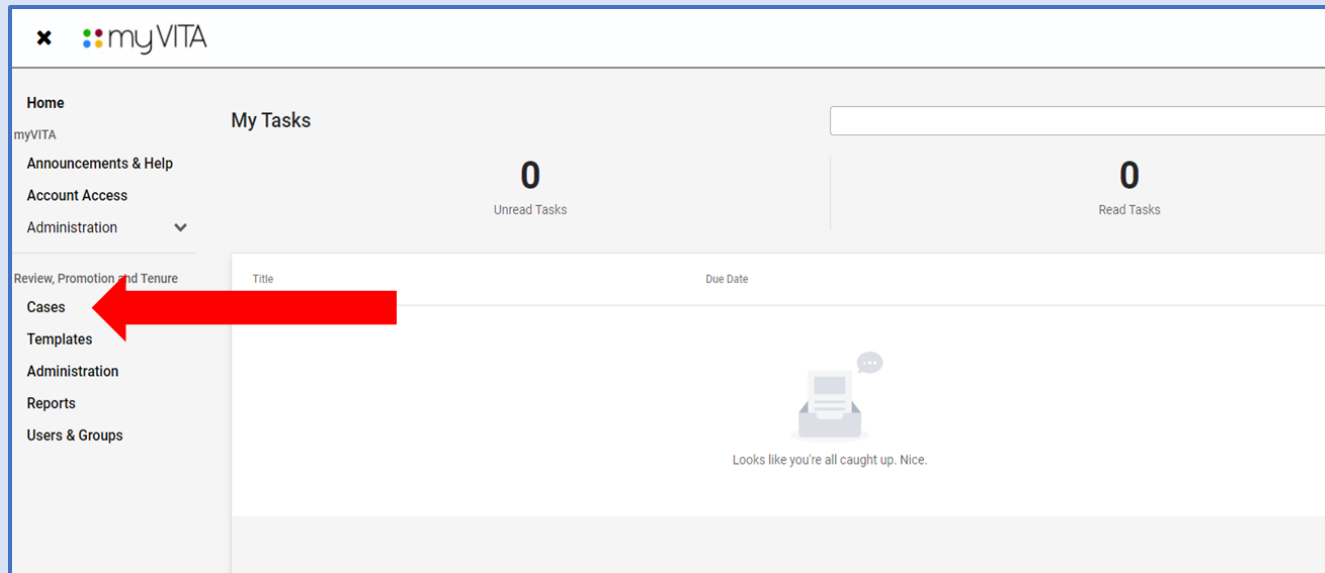 myVITA
Home
myVITA
Announcements & Help
Account Access
Administration
Review, Promotion and Tenure
Cases
Templates
Administration
Reports
Users & Groups
My Tasks
0
Unread Tasks
0
Read Tasks
Title
Due Date
Looks like you're all caught up. Nice.